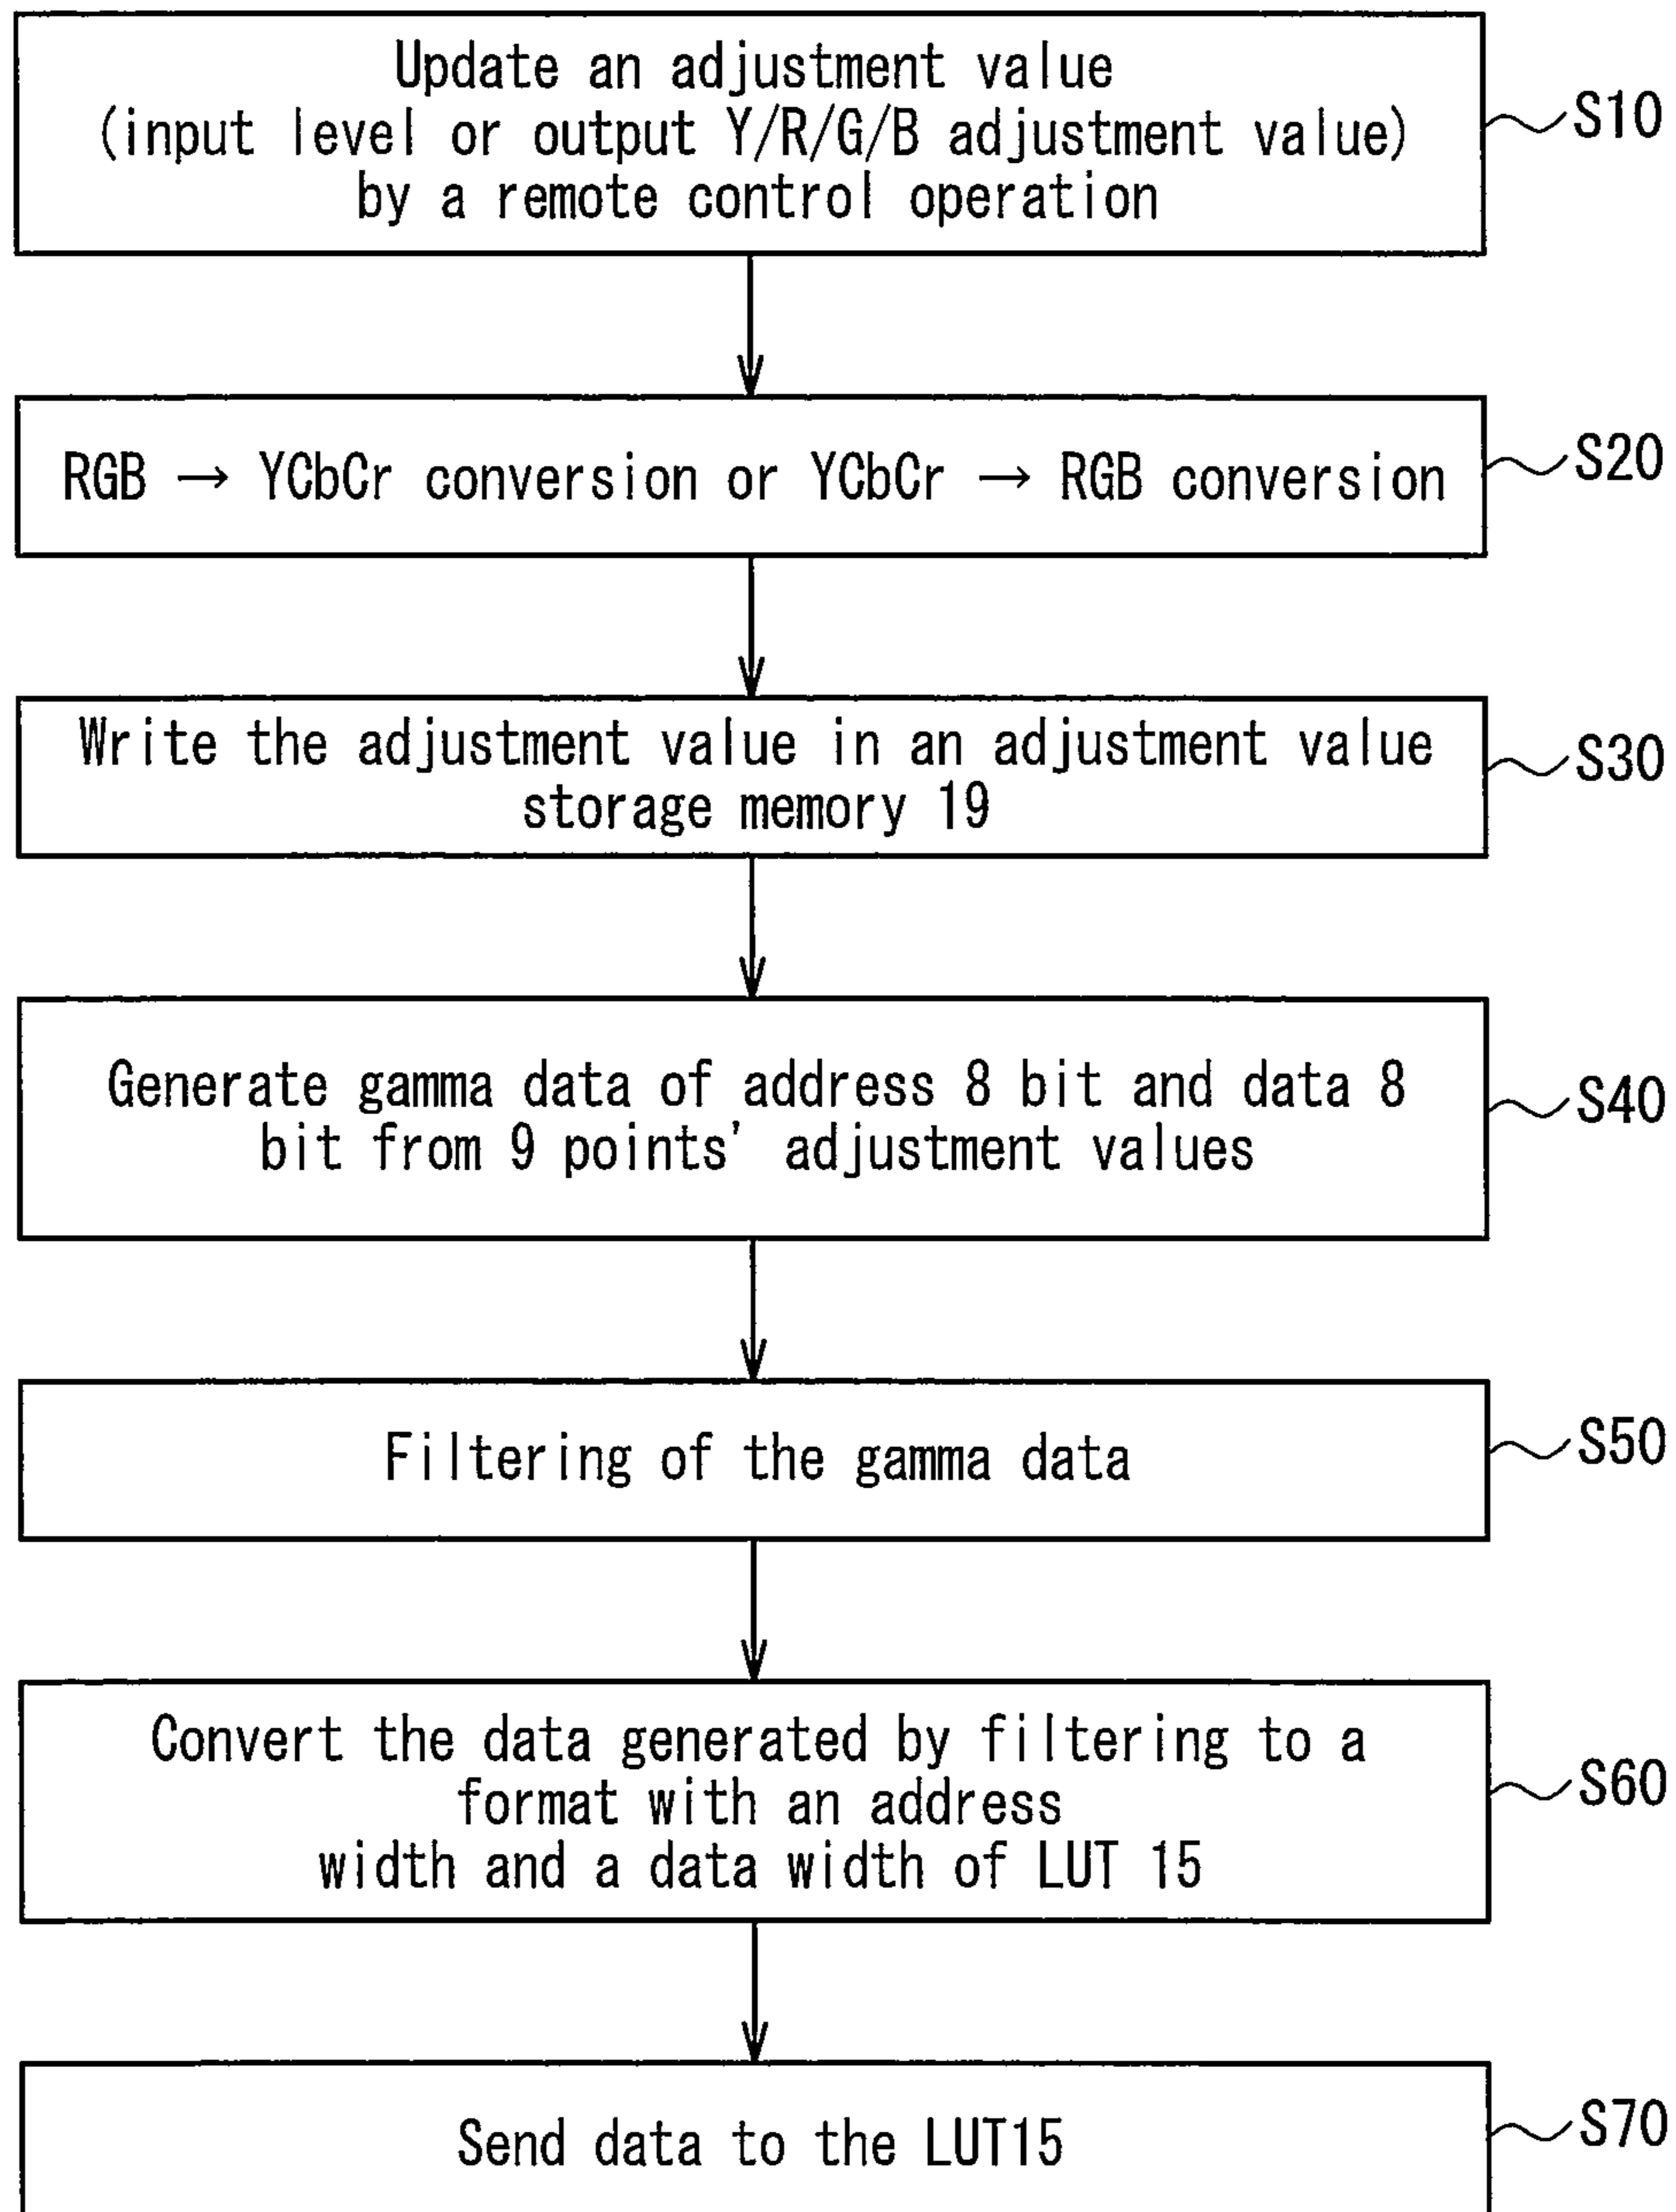 Update an adjustment value
(input level or output Y/R/G/B adjustment value)
by a remote control operation
S10
RGB → YCbCr conversion or YCbCr → RGB conversion
S20
Write the adjustment value in an adjustment value
storage memory 19
S30
Generate gamma data of address 8 bit and data 8
bit from 9 points' adjustment values
S40
Filtering of the gamma data
S50
Convert the data generated by filtering to a
format with an address
width and a data width of LUT 15
S60
Send data to the LUT15
S70